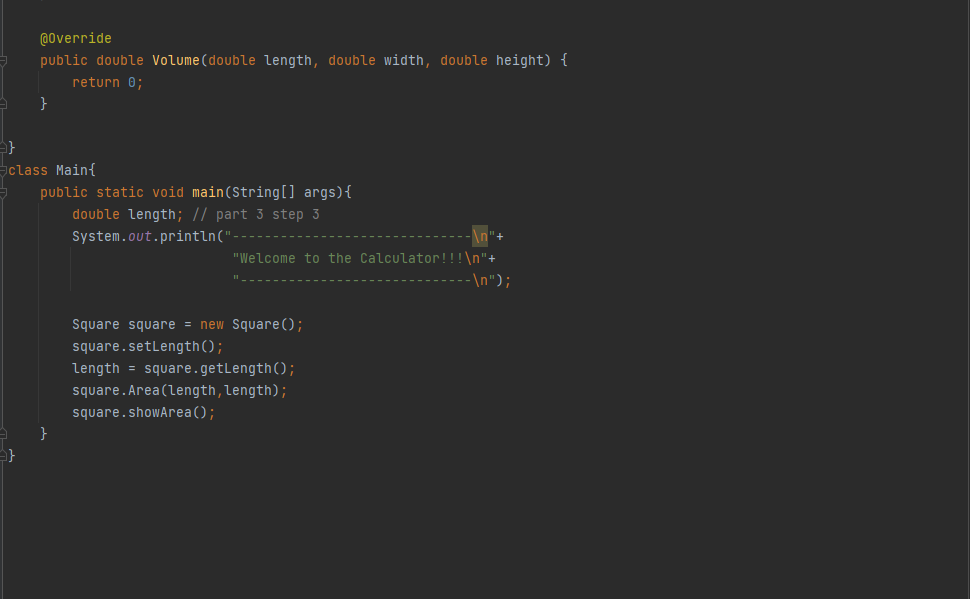 @Override
public double Volume(double length, double width, double height) {
return 0;
}
}
class Main{
public static void main(String[] args){
double length; // part 3 step 3
System.out.println("------------------------------\n"+
"Welcome to the Calculator!!!\n"+
"-----------------------------\n");
Square square = new Square();
square.setLength();
length = square.getLength();
square.Area(length,length);
square.showArea();
}
}